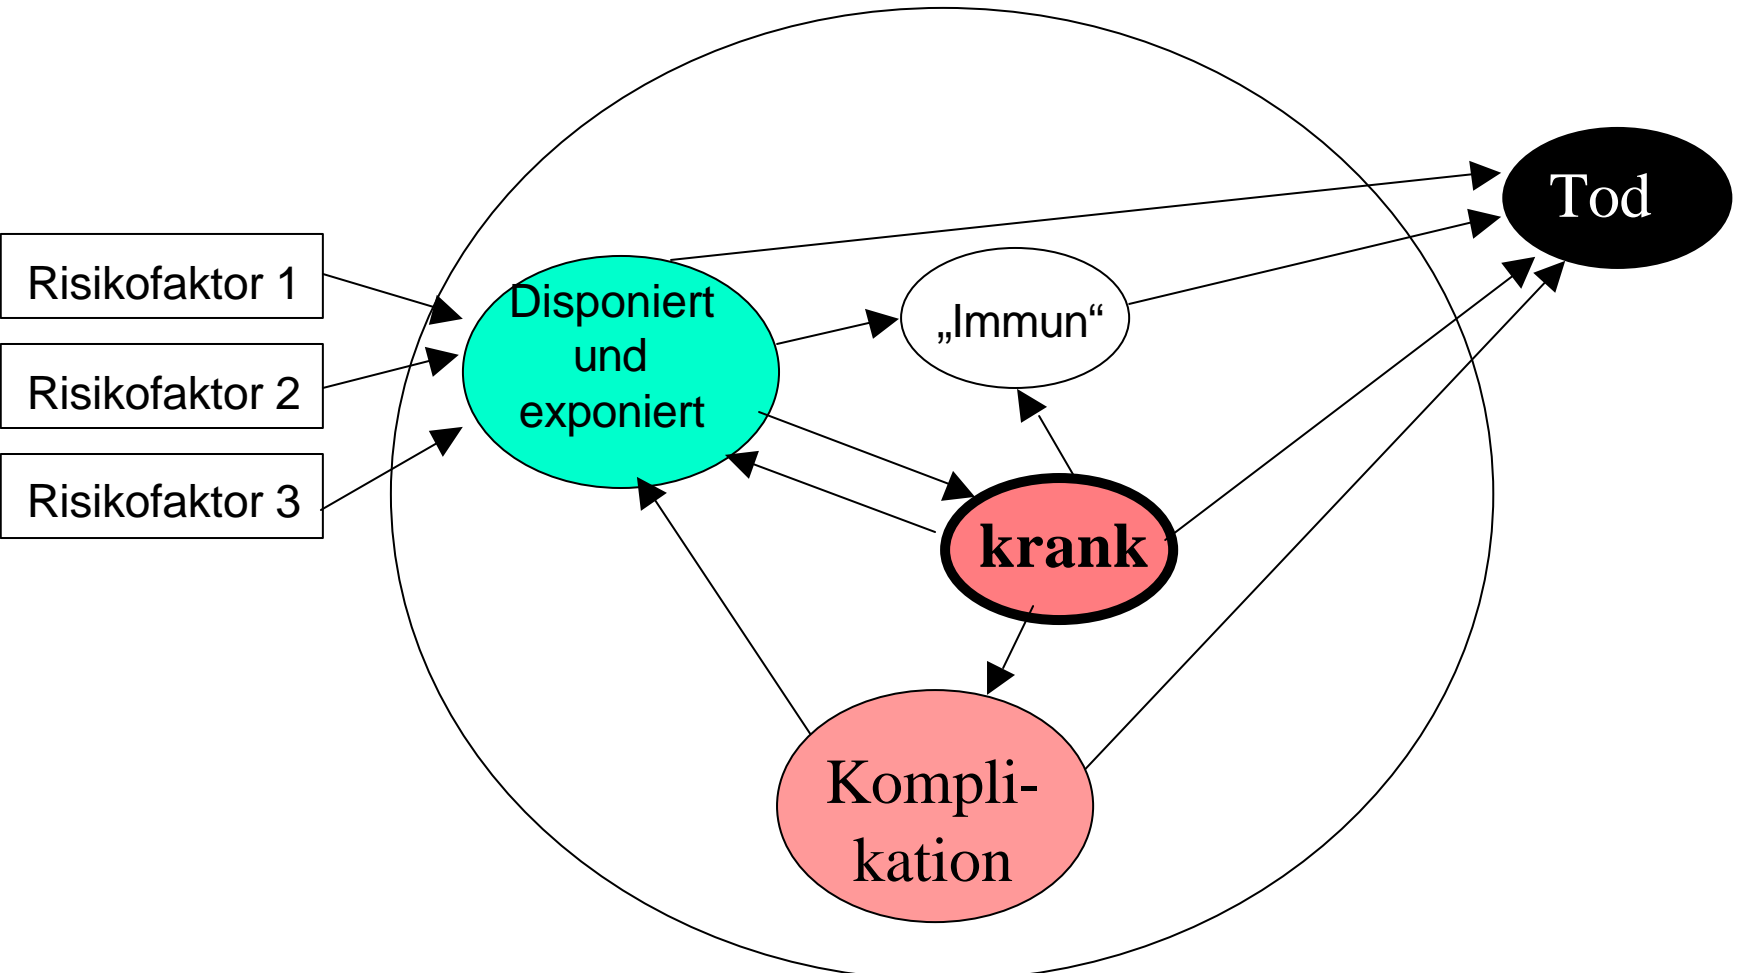 Risikofaktor 1
Risikofaktor 2
Risikofaktor 3
Disponiert
und
exponiert
„Immun“
krank
Kompli-
kation
Tod